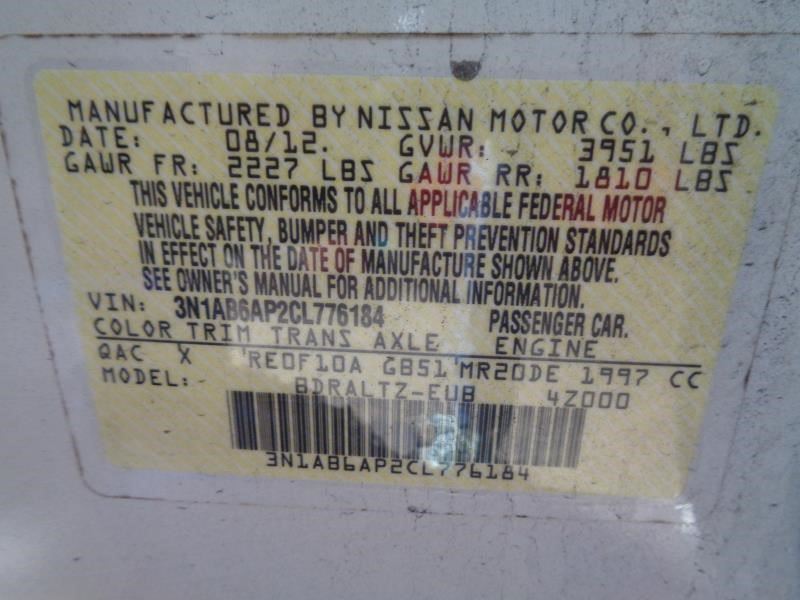 MANUFACTURED BY NISSAN MOTOR CO., LTD.
DATE: 08/12. GVWR: 3951 LBS
GAWR FR: 2227 LBS GAWR RR: 1810 LBS
THIS VEHICLE CONFORMS TO ALL APPLICABLE FEDERAL MOTOR
VEHICLE SAFETY, BUMPER AND THEFT PREVENTION STANDARDS
IN EFFECT ON THE DATE OF MANUFACTURE SHOWN ABOVE.
SEE OWNER'S MANUAL FOR ADDITIONAL INFORMATION.
VIN: 3N1AB6AP2CL776184 PASSENGER CAR.
COLOR TRIM TRANS AXLE ENGINE
QAC X RE0F10A GB51 MR20DE 1997 CC
MODEL: BDRALTZ-EUB 4Z000
3N1AB6AP2CL776184